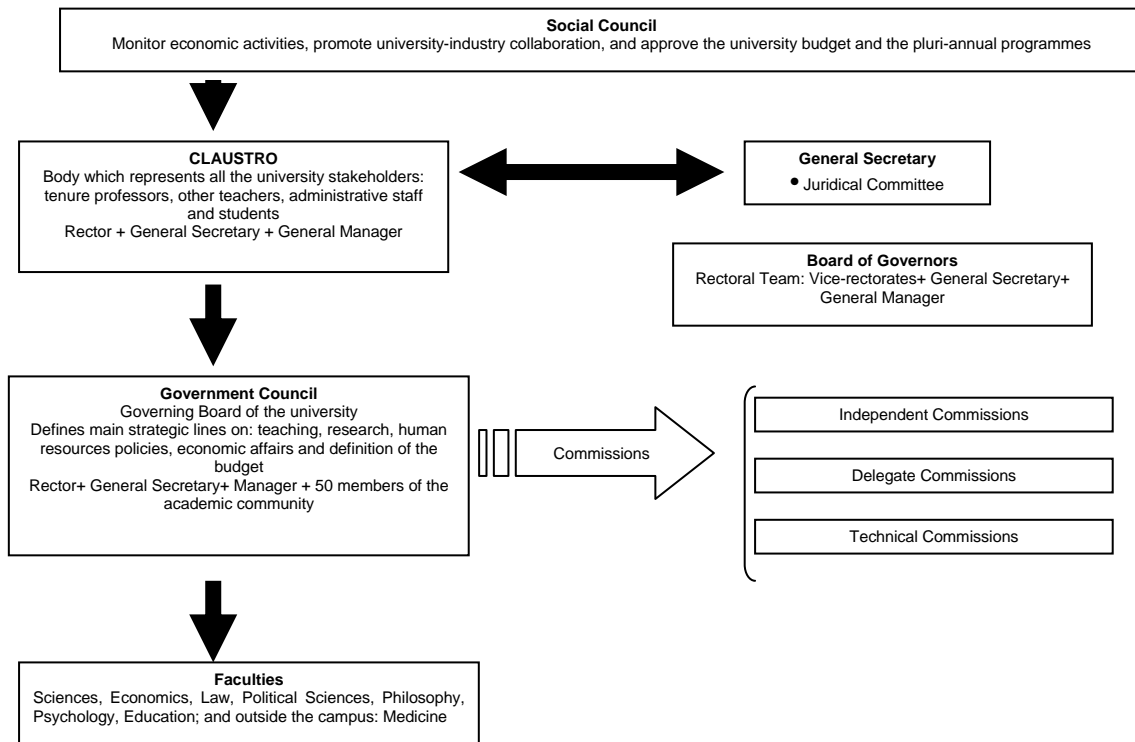 Social Council
Monitor economic activities, promote university-industry collaboration, and approve the university budget and the pluri-annual programmes
CLAUSTRO
Body which represents all the university stakeholders:
tenure professors, other teachers, administrative staff
and students
Rector + General Secretary + General Manager
General Secretary
• Juridical Committee
Board of Governors
Rectoral Team: Vice-rectorates+ General Secretary+
General Manager
Government Council
Governing Board of the university
Defines main strategic lines on: teaching, research, human
resources policies, economic affairs and definition of the
budget
Rector+ General Secretary+ Manager + 50 members of the
academic community
Commissions
Independent Commissions
Delegate Commissions
Technical Commissions
Faculties
Sciences, Economics, Law, Political Sciences, Philosophy,
Psychology, Education; and outside the campus: Medicine